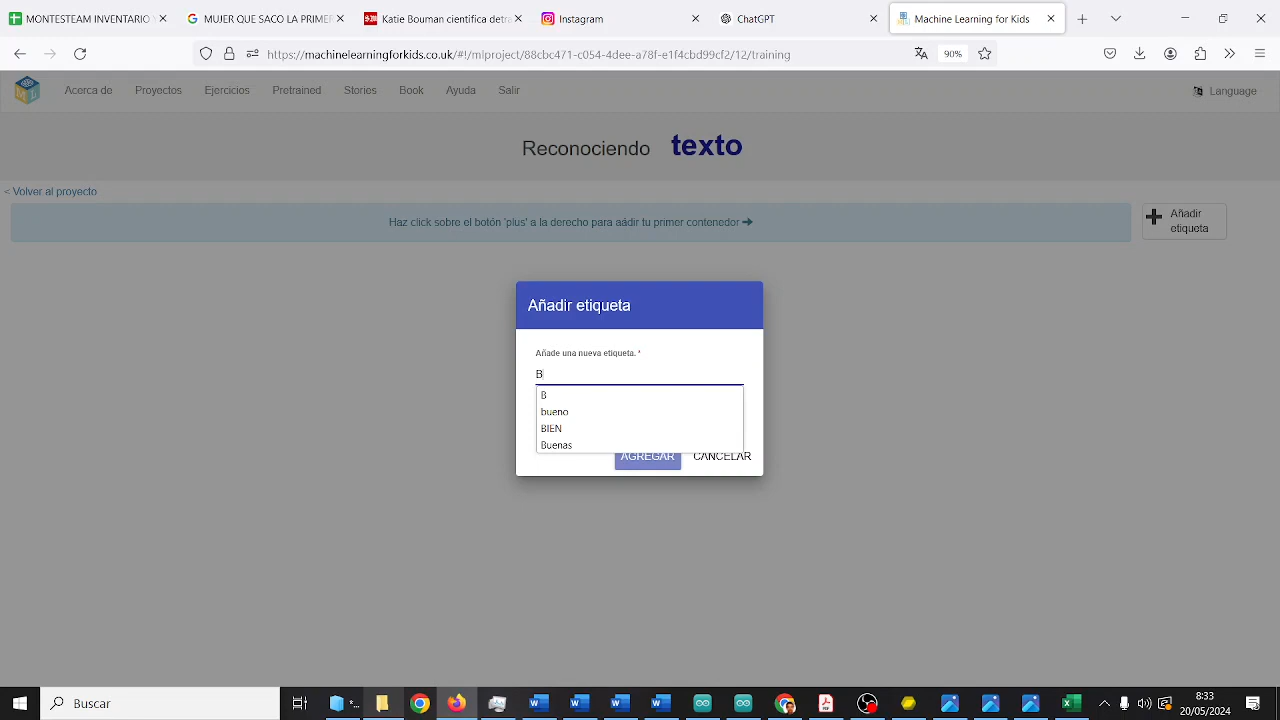 MONTESTEAM INVENTARIO
MUJER QUE SACO LA PRIMER
Katie Bouman, científica detrá
Instagram
ChatGPT
Machine Learning for Kids
https://machinelearningforkids.co.uk/#!/mlproject/88cbc471-c054-4dee-a78f-e1f4cbd99cf2/12/training
90%
Acerca de
Proyectos
Ejercicios
Pretrained
Stories
Book
Ayuda
Salir
Language
Reconociendo texto
< Volver al proyecto
Haz click sobre el botón 'plus' a la derecho para aádir tu primer contenedor
Añadir
etiqueta
Añadir etiqueta
Añade una nueva etiqueta. *
B
B
bueno
BIEN
Buenas
AGREGAR
CANCELAR
Buscar
8:33
20/05/2024